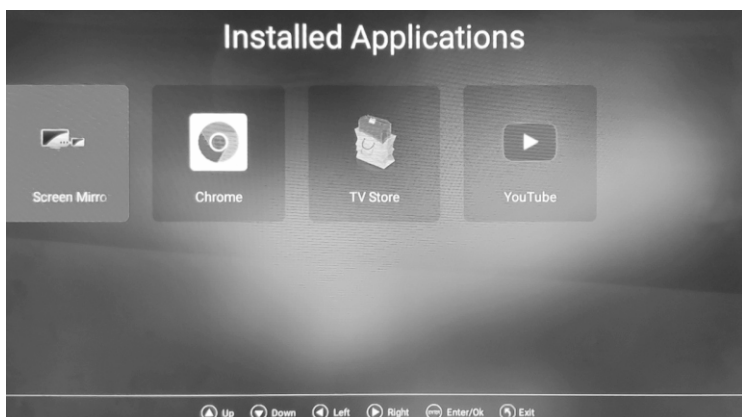 Installed Applications
Screen Mirro
Chrome
TV Store
YouTube
Up Down Left Right Enter/Ok Exit